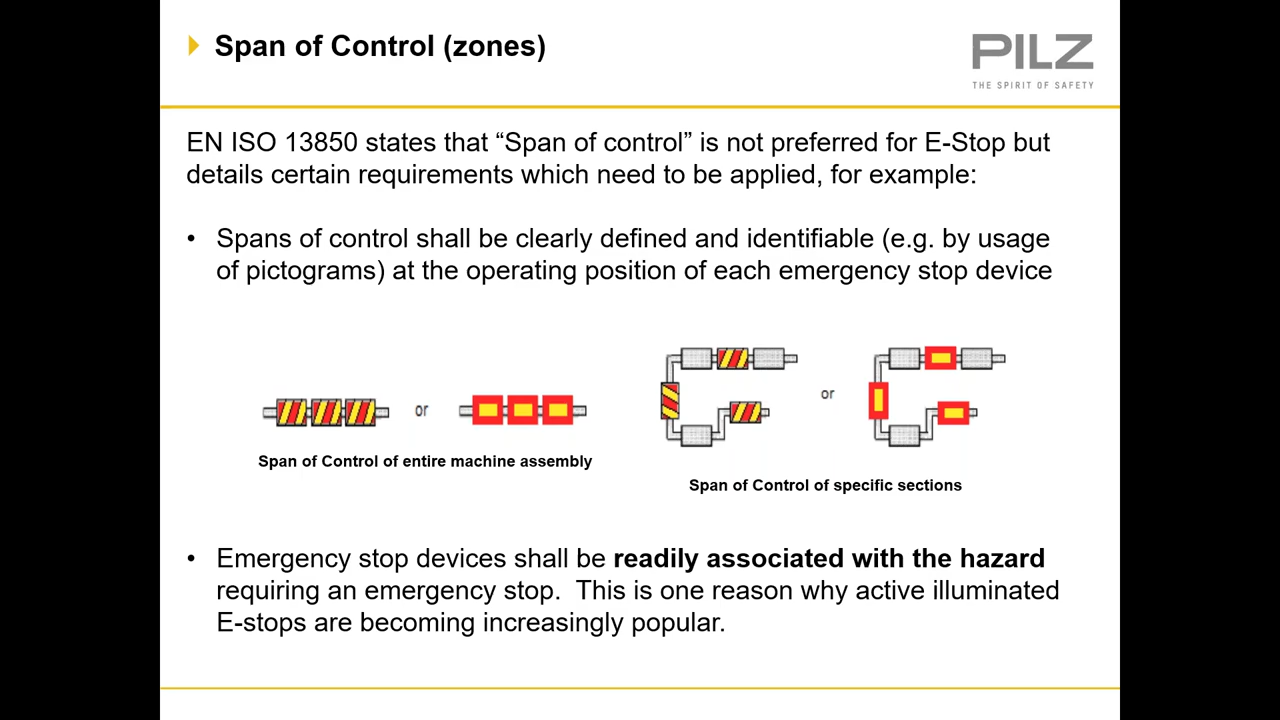 Span of Control (zones)
PILZ
THE SPIRIT OF SAFETY
EN ISO 13850 states that “Span of control” is not preferred for E-Stop but
details certain requirements which need to be applied, for example:
• Spans of control shall be clearly defined and identifiable (e.g. by usage
of pictograms) at the operating position of each emergency stop device
or
or
Span of Control of entire machine assembly
Span of Control of specific sections
• Emergency stop devices shall be readily associated with the hazard
requiring an emergency stop.  This is one reason why active illuminated
E-stops are becoming increasingly popular.